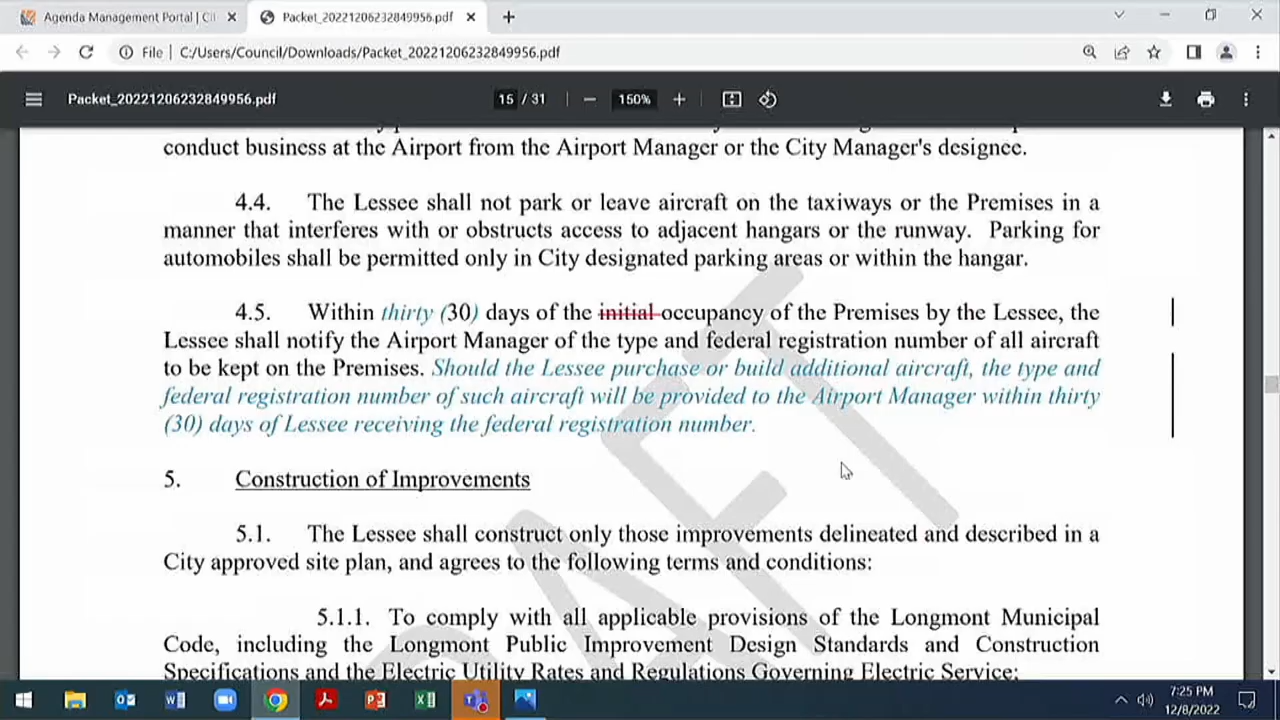 Agenda Management Portal | Cit
Packet_20221206232849956.pdf
File | C:/Users/Council/Downloads/Packet_20221206232849956.pdf
Packet_20221206232849956.pdf
15 / 31
150%
conduct business at the Airport from the Airport Manager or the City Manager's designee.
4.4. The Lessee shall not park or leave aircraft on the taxiways or the Premises in a
manner that interferes with or obstructs access to adjacent hangars or the runway. Parking for
automobiles shall be permitted only in City designated parking areas or within the hangar.
4.5. Within thirty (30) days of the initial occupancy of the Premises by the Lessee, the
Lessee shall notify the Airport Manager of the type and federal registration number of all aircraft
to be kept on the Premises. Should the Lessee purchase or build additional aircraft, the type and
federal registration number of such aircraft will be provided to the Airport Manager within thirty
(30) days of Lessee receiving the federal registration number.
5. Construction of Improvements
5.1. The Lessee shall construct only those improvements delineated and described in a
City approved site plan, and agrees to the following terms and conditions:
5.1.1. To comply with all applicable provisions of the Longmont Municipal
Code, including the Longmont Public Improvement Design Standards and Construction
Specifications and the Electric Utility Rates and Regulations Governing Electric Service;
DRAFT
7:25 PM
12/8/2022